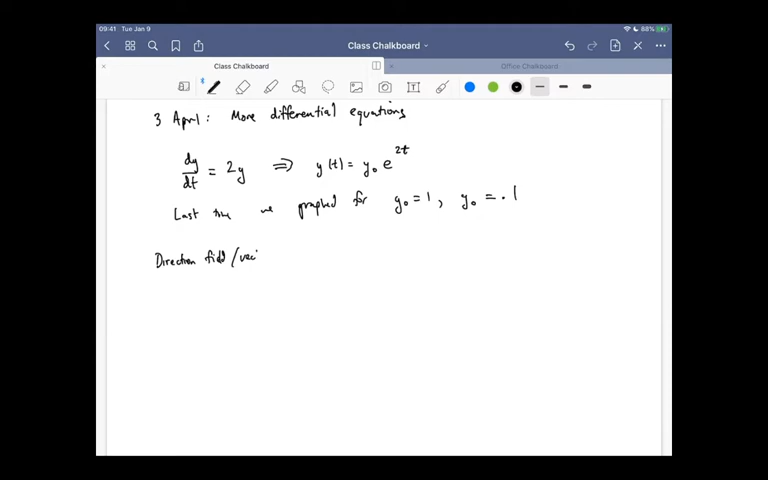 09:41 Tue Jan 9
88%
Class Chalkboard
Class Chalkboard
Office Chalkboard
3 April: More differential equations
dy/dt = 2y ⇒ y(t) = y₀ e^{2t}
Last time we graphed for y₀ = 1, y₀ = .1
Direction field/vec